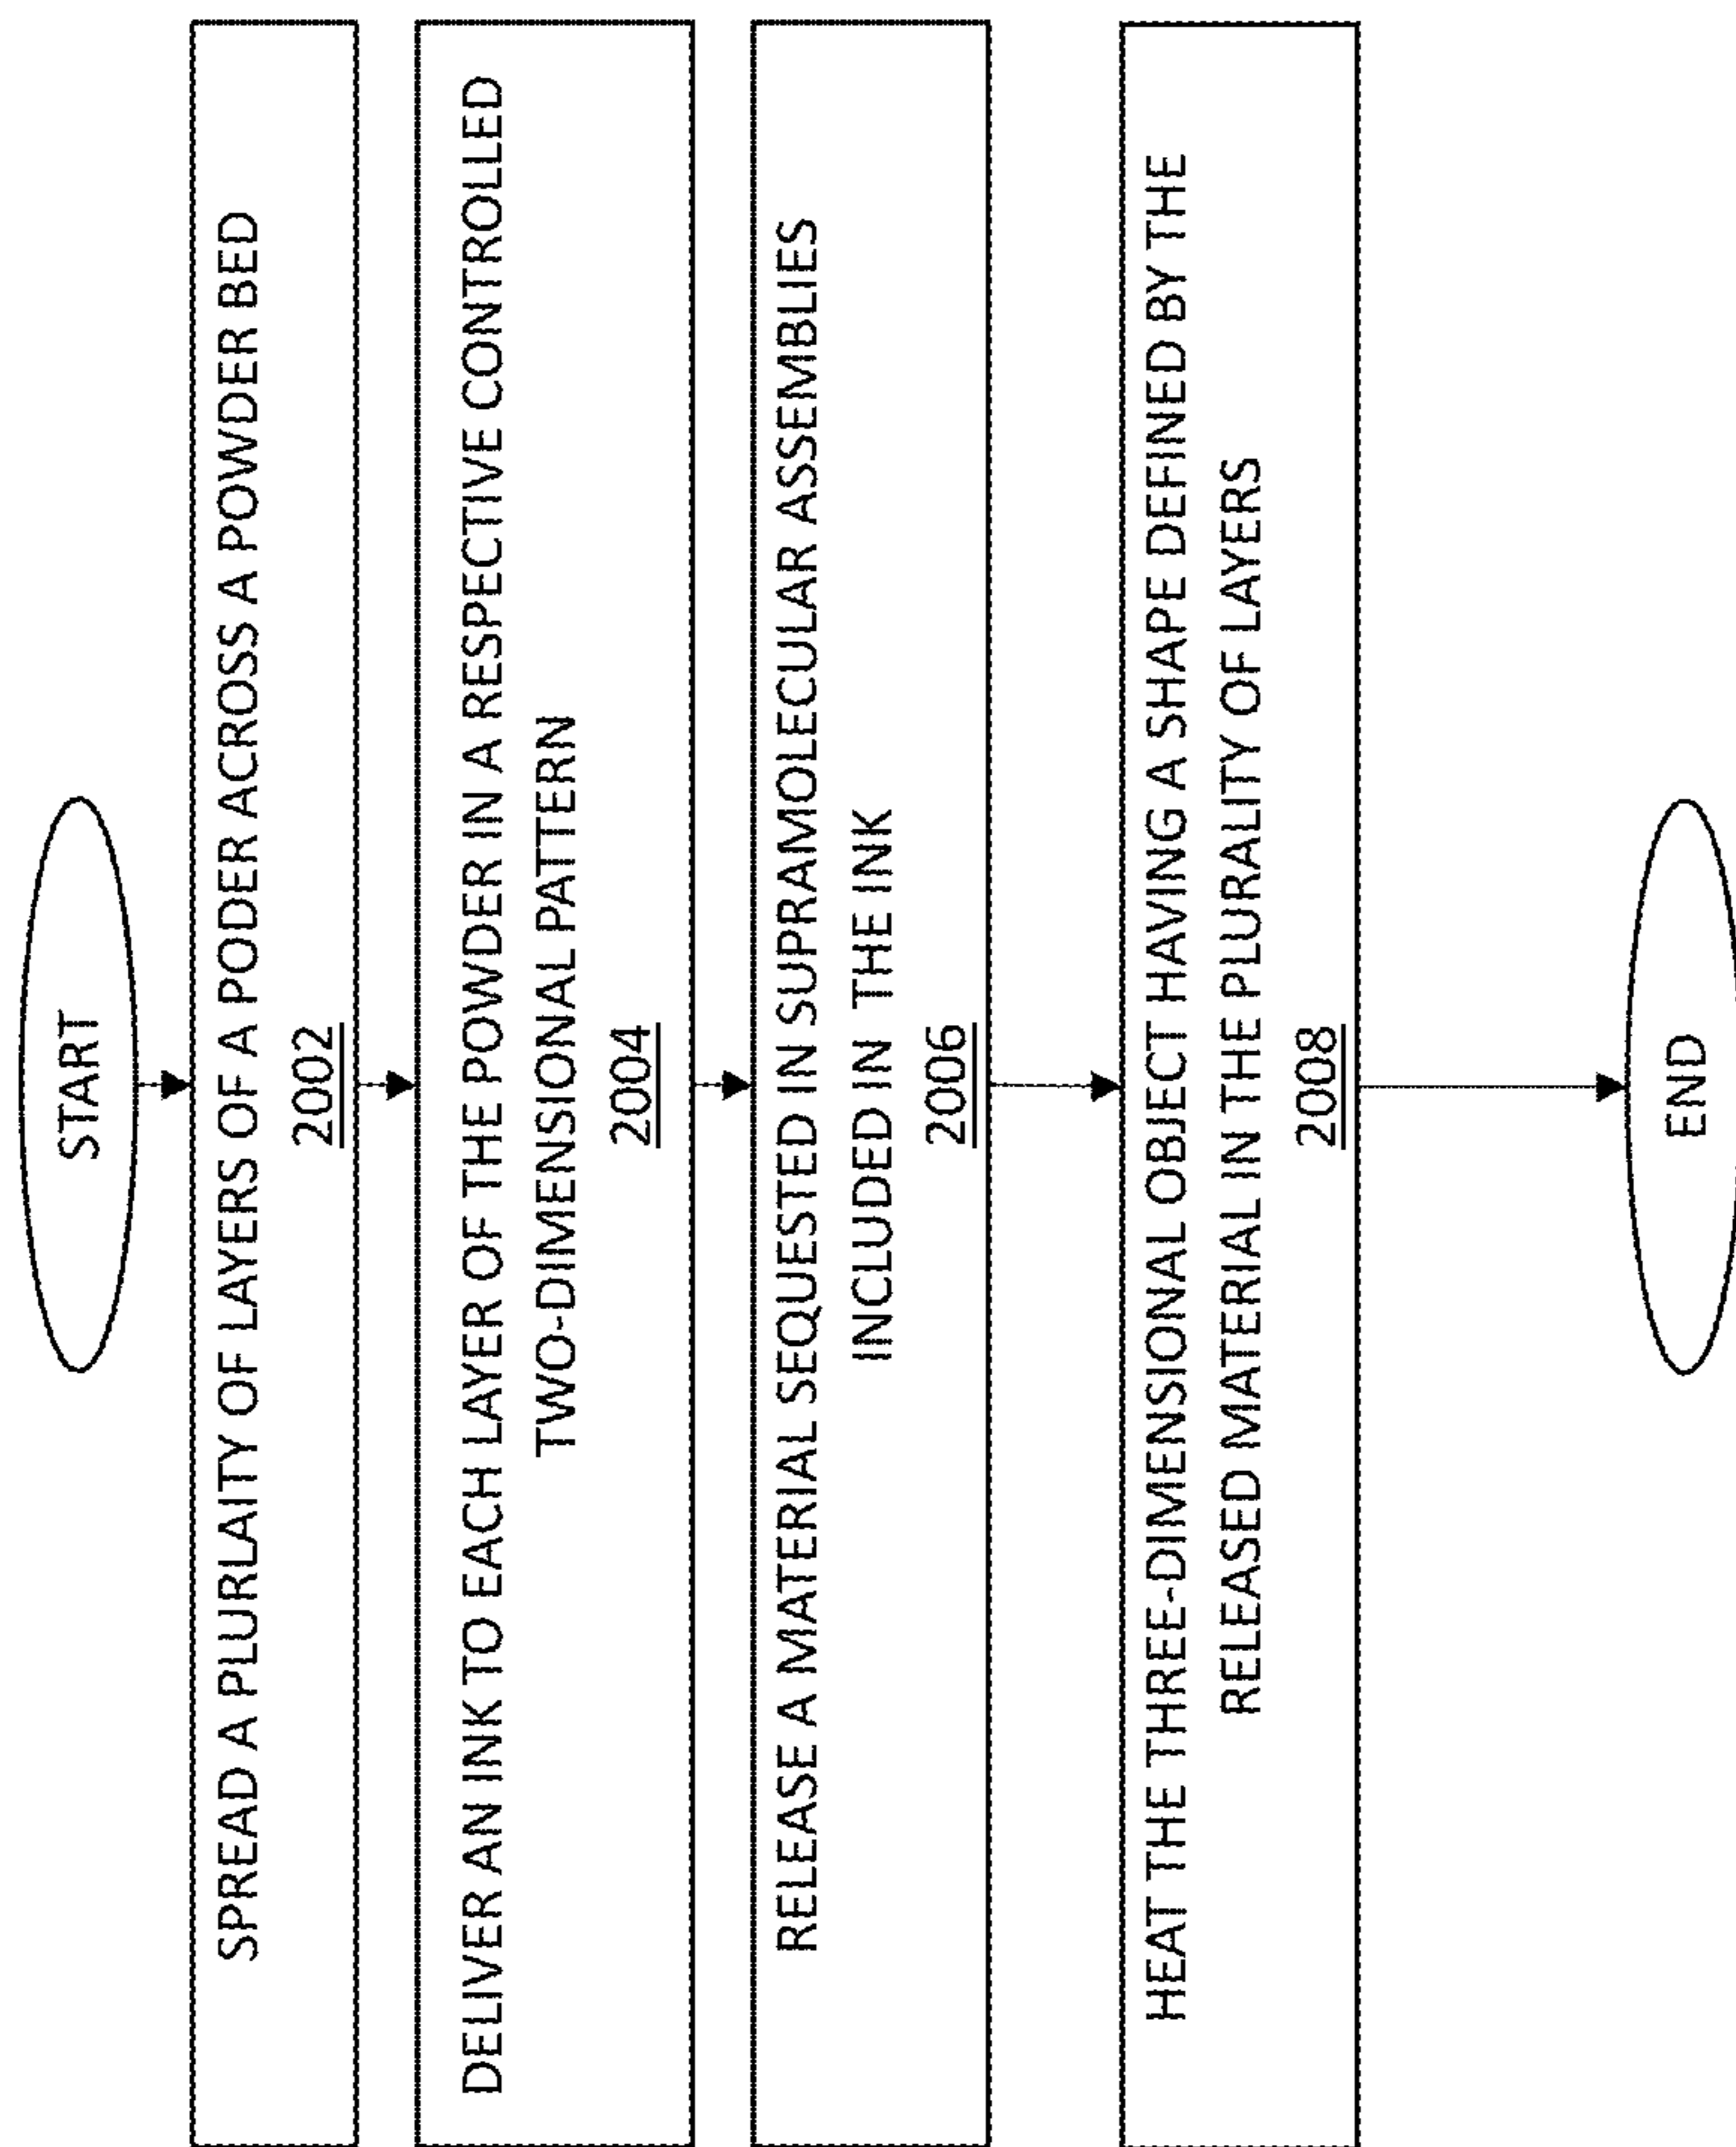 START
SPREAD A PLURLAITY OF LAYERS OF A PODER ACROSS A POWDER BED
2002
DELIVER AN INK TO EACH LAYER OF THE POWDER IN A RESPECTIVE CONTROLLED
TWO-DIMENSIONAL PATTERN
2004
RELEASE A MATERIAL SEQUESTED IN SUPRAMOLECULAR ASSEMBLIES
INCLUDED IN THE INK
2006
HEAT THE THREE-DIMENSIONAL OBJECT HAVING A SHAPE DEFINED BY THE
RELEASED MATERIAL IN THE PLURALITY OF LAYERS
2008
END